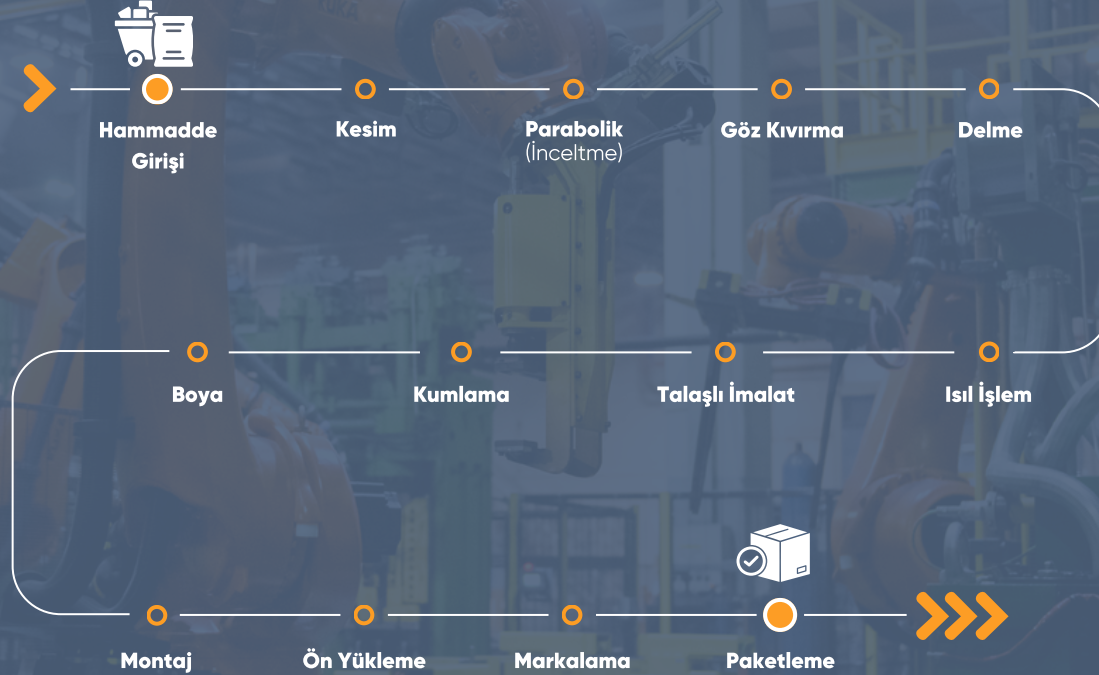 Hammadde
Girişi
Kesim
Parabolik
(İnceltme)
Göz Kıvırma
Delme
Isıl İşlem
Talaşlı İmalat
Kumlama
Boya
Montaj
Ön Yükleme
Markalama
Paketleme